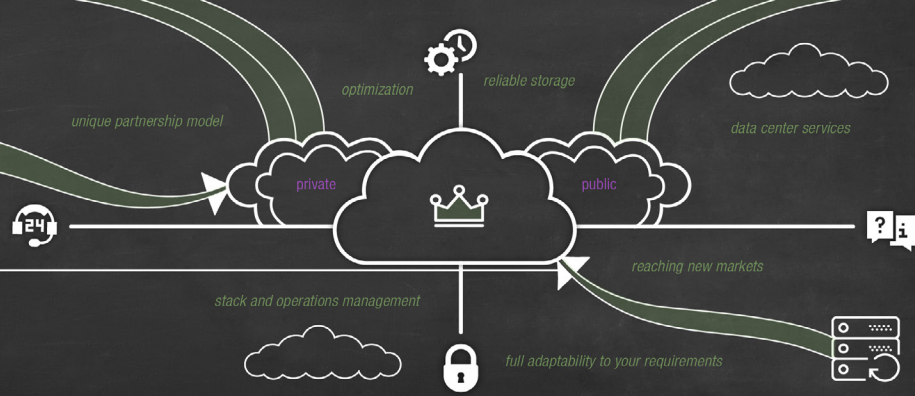 optimization
reliable storage
unique partnership model
data center services
private
public
24
?
i
reaching new markets
stack and operations management
full adaptability to your requirements